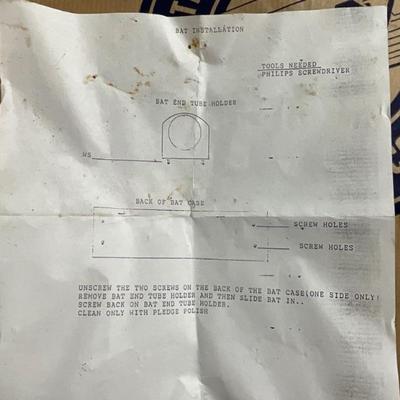 BAT INSTALLATION
TOOLS NEEDED
PHILIPS SCREWDRIVER
BAT END TUBE HOLDER
WS
BACK OF BAT CASE
SCREW HOLES
SCREW HOLES
UNSCREW THE TWO SCREWS ON THE BACK OF THE BAT CASE(ONE SIDE ONLY)
REMOVE BAT END TUBE HOLDER AND THEN SLIDE BAT IN..
SCREW BACK ON BAT END TUBE HOLDER.
CLEAN ONLY WITH PLEDGE POLISH